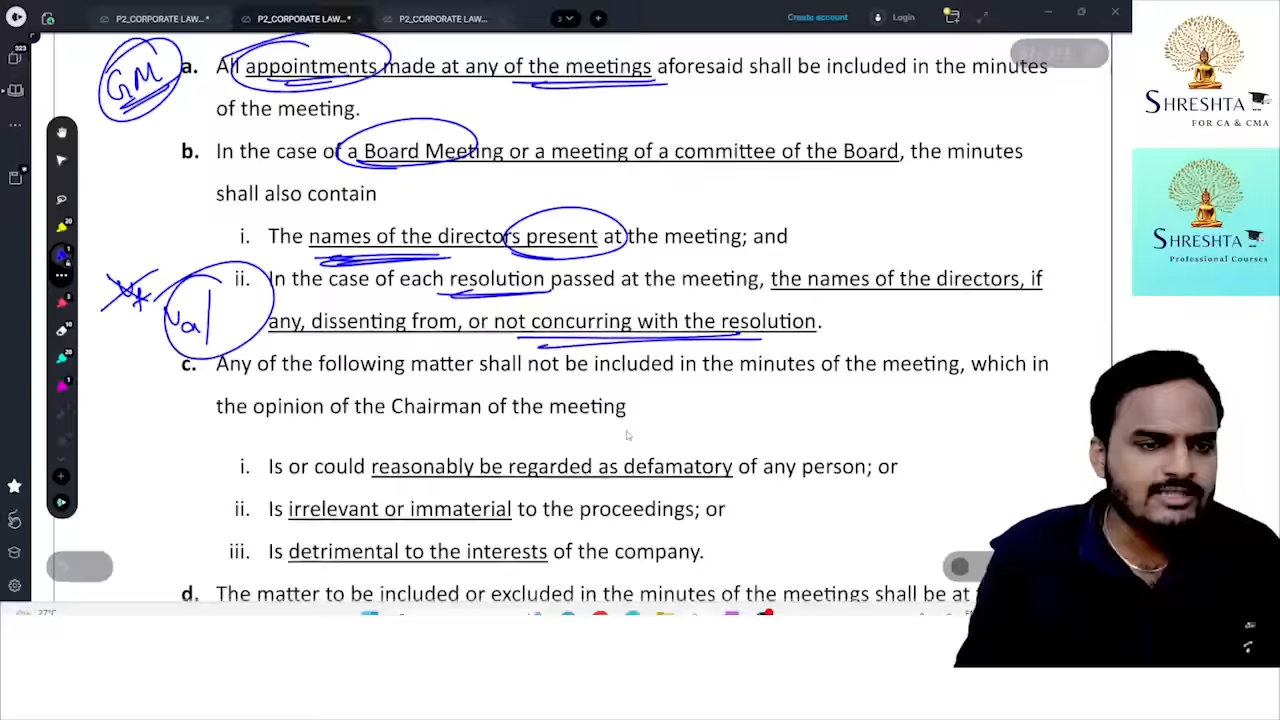 P2_CORPORATE LAW...*
P2_CORPORATE LAW...*
P2_CORPORATE LAW...
3
Create account
Login
323
GM
a. All appointments made at any of the meetings aforesaid shall be included in the minutes
of the meeting.
b. In the case of a Board Meeting or a meeting of a committee of the Board, the minutes
shall also contain
i. The names of the directors present at the meeting; and
ii. In the case of each resolution passed at the meeting, the names of the directors, if
any, dissenting from, or not concurring with the resolution.
c. Any of the following matter shall not be included in the minutes of the meeting, which in
the opinion of the Chairman of the meeting
i. Is or could reasonably be regarded as defamatory of any person; or
ii. Is irrelevant or immaterial to the proceedings; or
iii. Is detrimental to the interests of the company.
d. The matter to be included or excluded in the minutes of the meetings shall be at
27°C
SHRESHTA
FOR CA & CMA
SHRESHTA
Professional Courses